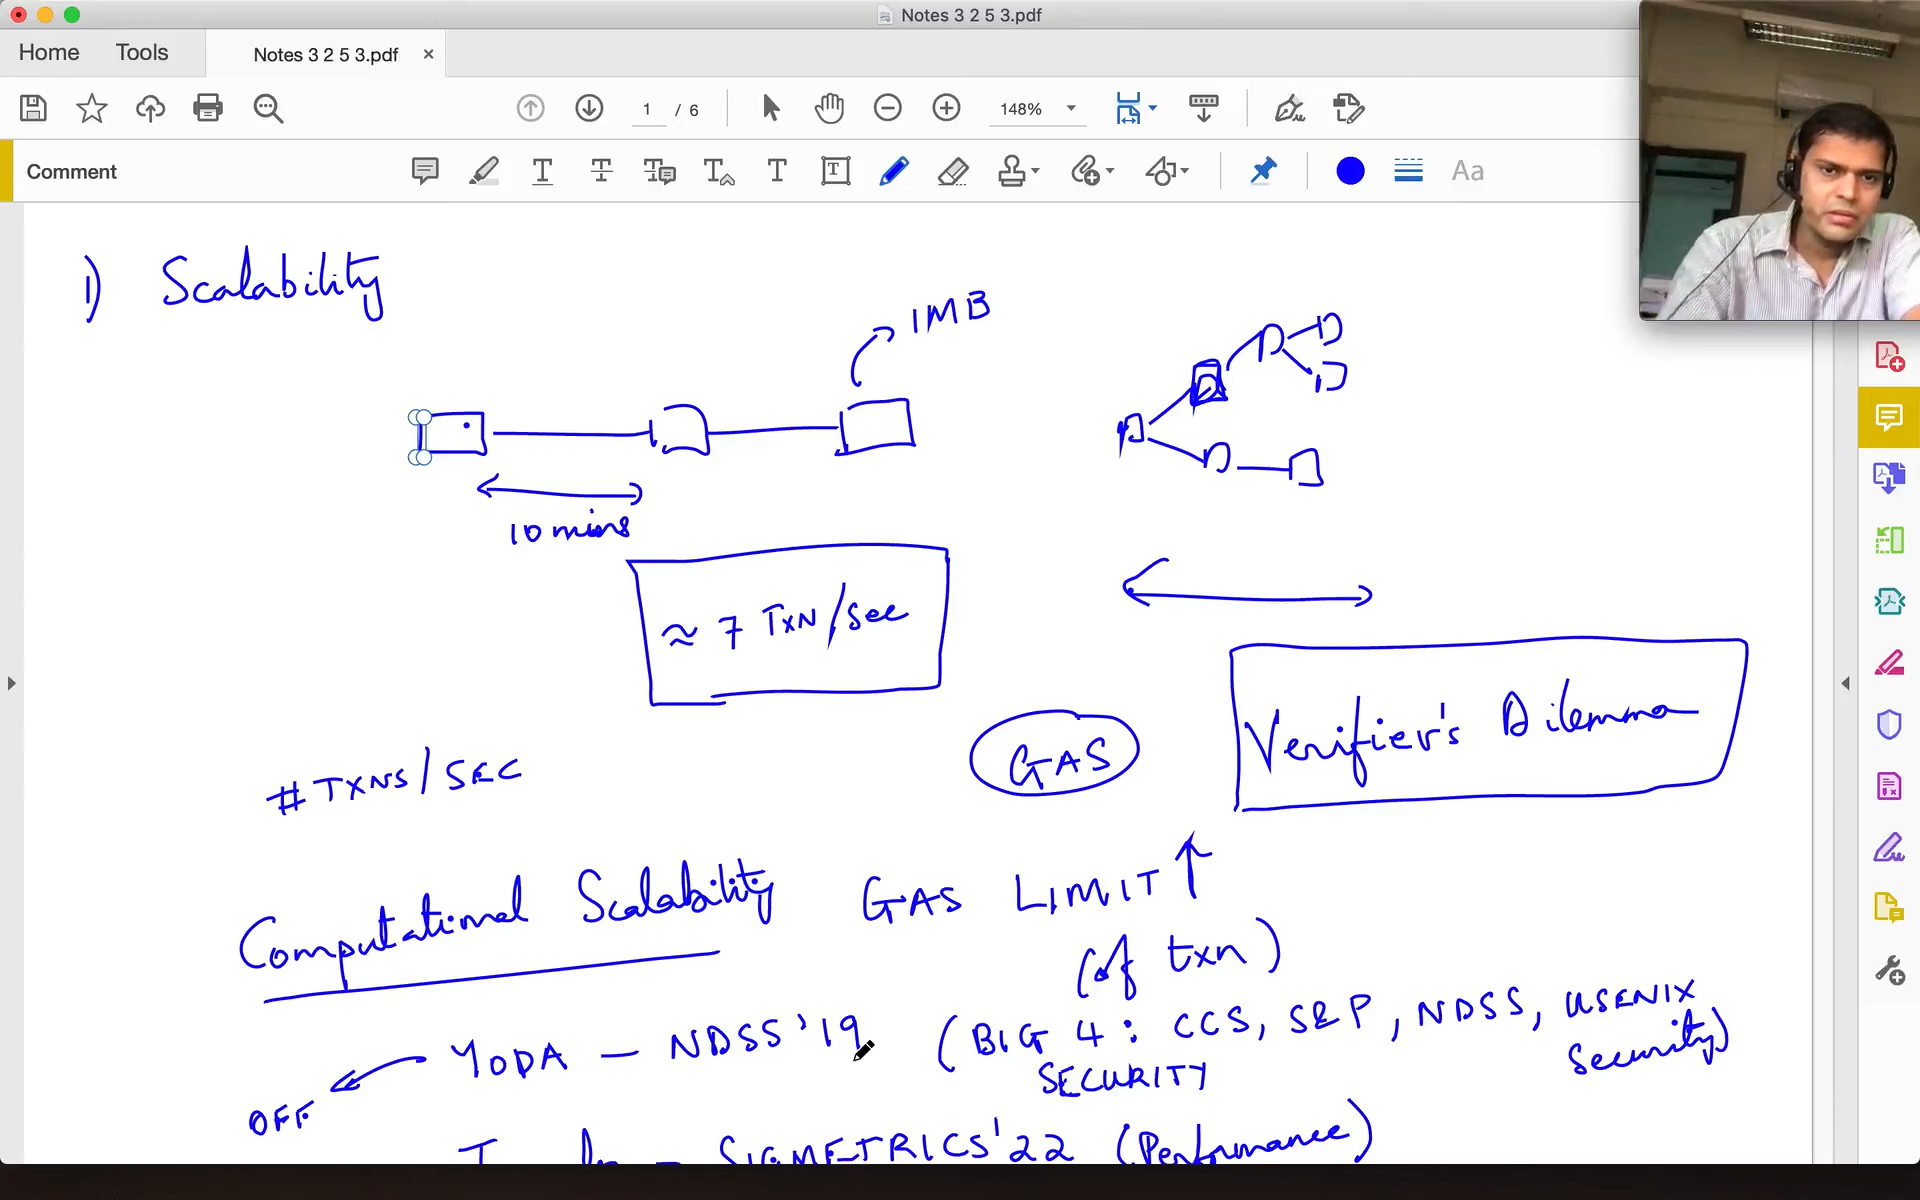 Notes 3 2 5 3.pdf
Home Tools Notes 3 2 5 3.pdf ×
1 / 6 148%
Comment Aa
1) Scalability
1MB
10 mins
≈ 7 TXN/sec
Verifier's Dilemma
GAS
# TXNS/SEC
Computational Scalability GAS LIMIT ↑
(of txn)
YODA — NDSS'19 (BIG 4: CCS, S&P, NDSS, USENIX
SECURITY Security)
OFF
— SIGMETRICS'22 (Performance)